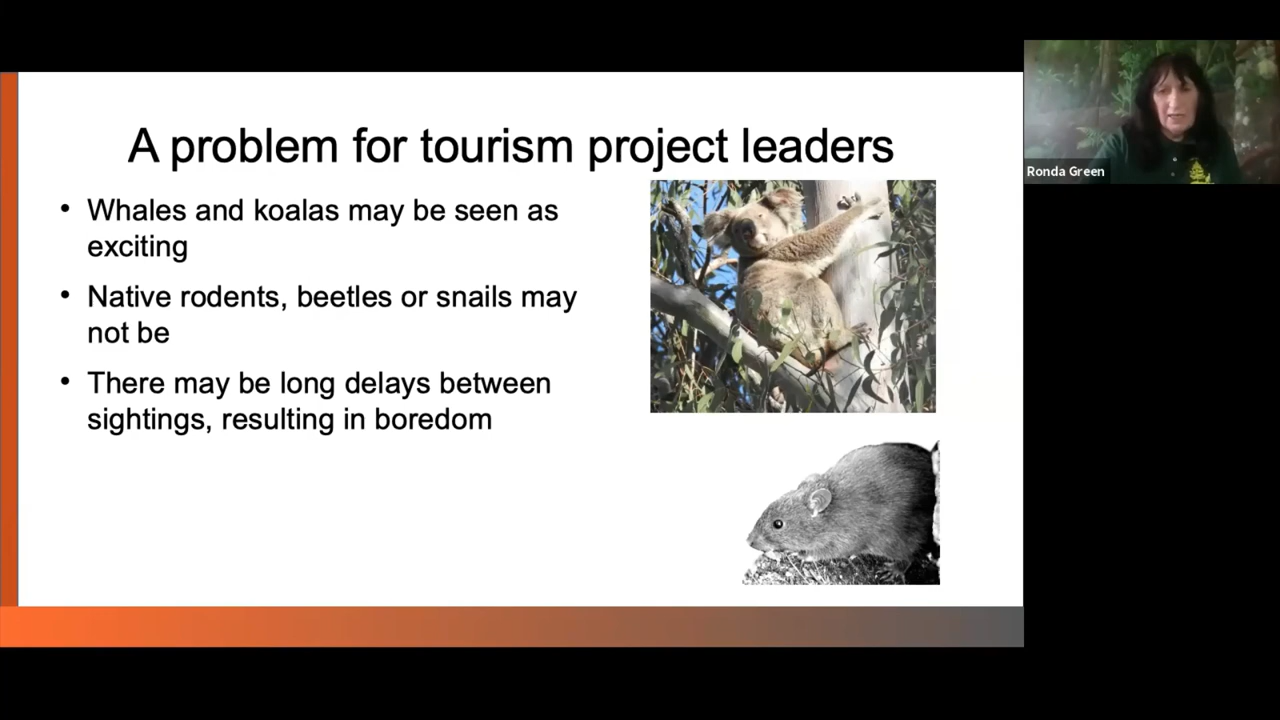 A problem for tourism project leaders
• Whales and koalas may be seen as
exciting
• Native rodents, beetles or snails may
not be
• There may be long delays between
sightings, resulting in boredom
Ronda Green